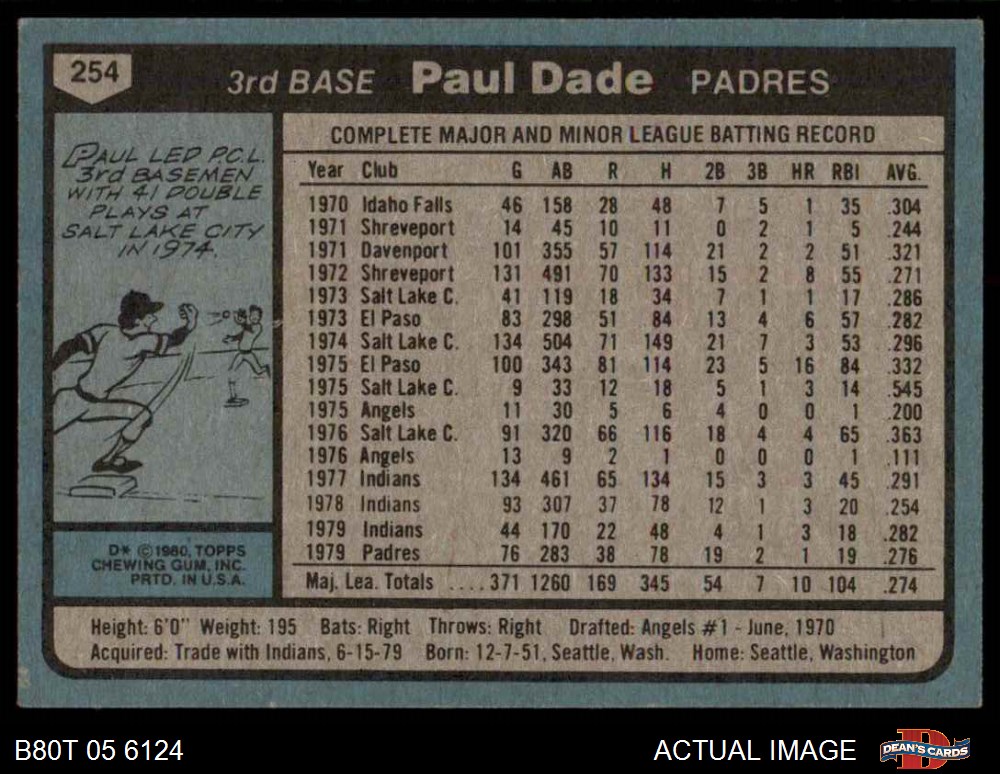 254
3rd BASE Paul Dade PADRES
PAUL LED P.C.L.
3rd BASEMEN
WITH 41 DOUBLE
PLAYS AT
SALT LAKE CITY
IN 1974.
D* © 1980, TOPPS
CHEWING GUM, INC.
PRTD. IN U.S.A.
COMPLETE MAJOR AND MINOR LEAGUE BATTING RECORD
Year Club G AB R H 2B 3B HR RBI AVG.
1970 Idaho Falls 46 158 28 48 7 5 1 35 .304
1971 Shreveport 14 45 10 11 0 2 1 5 .244
1971 Davenport 101 355 57 114 21 2 2 51 .321
1972 Shreveport 131 491 70 133 15 2 8 55 .271
1973 Salt Lake C. 41 119 18 34 7 1 1 17 .286
1973 El Paso 83 298 51 84 13 4 6 57 .282
1974 Salt Lake C. 134 504 71 149 21 7 3 53 .296
1975 El Paso 100 343 81 114 23 5 16 84 .332
1975 Salt Lake C. 9 33 12 18 5 1 3 14 .545
1975 Angels 11 30 5 6 4 0 0 1 .200
1976 Salt Lake C. 91 320 66 116 18 4 4 65 .363
1976 Angels 13 9 2 1 0 0 0 1 .111
1977 Indians 134 461 65 134 15 3 3 45 .291
1978 Indians 93 307 37 78 12 1 3 20 .254
1979 Indians 44 170 22 48 4 1 3 18 .282
1979 Padres 76 283 38 78 19 2 1 19 .276
Maj. Lea. Totals ....371 1260 169 345 54 7 10 104 .274
Height: 6'0" Weight: 195 Bats: Right Throws: Right Drafted: Angels #1 - June, 1970
Acquired: Trade with Indians, 6-15-79 Born: 12-7-51, Seattle, Wash. Home: Seattle, Washington
B80T 05 6124
ACTUAL IMAGE
D
DEAN'S CARDS